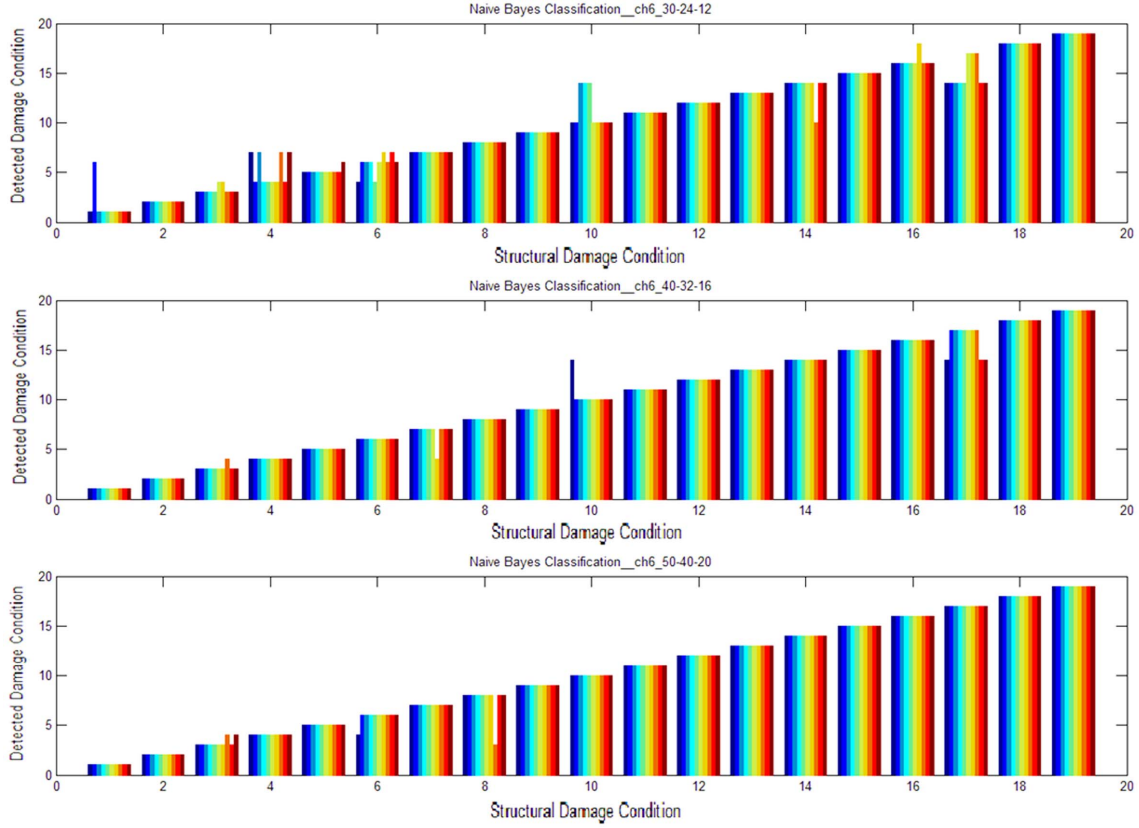 Naive Bayes Classification__ch6_30-24-12
Detected Damage Condition
20
15
10
5
0
0 2 4 6 8 10 12 14 16 18 20
Structural Damage Condition
Naive Bayes Classification__ch6_40-32-16
Detected Damage Condition
20
15
10
5
0
0 2 4 6 8 10 12 14 16 18 20
Structural Damage Condition
Naive Bayes Classification__ch6_50-40-20
Detected Damage Condition
20
15
10
5
0
0 2 4 6 8 10 12 14 16 18 20
Structural Damage Condition